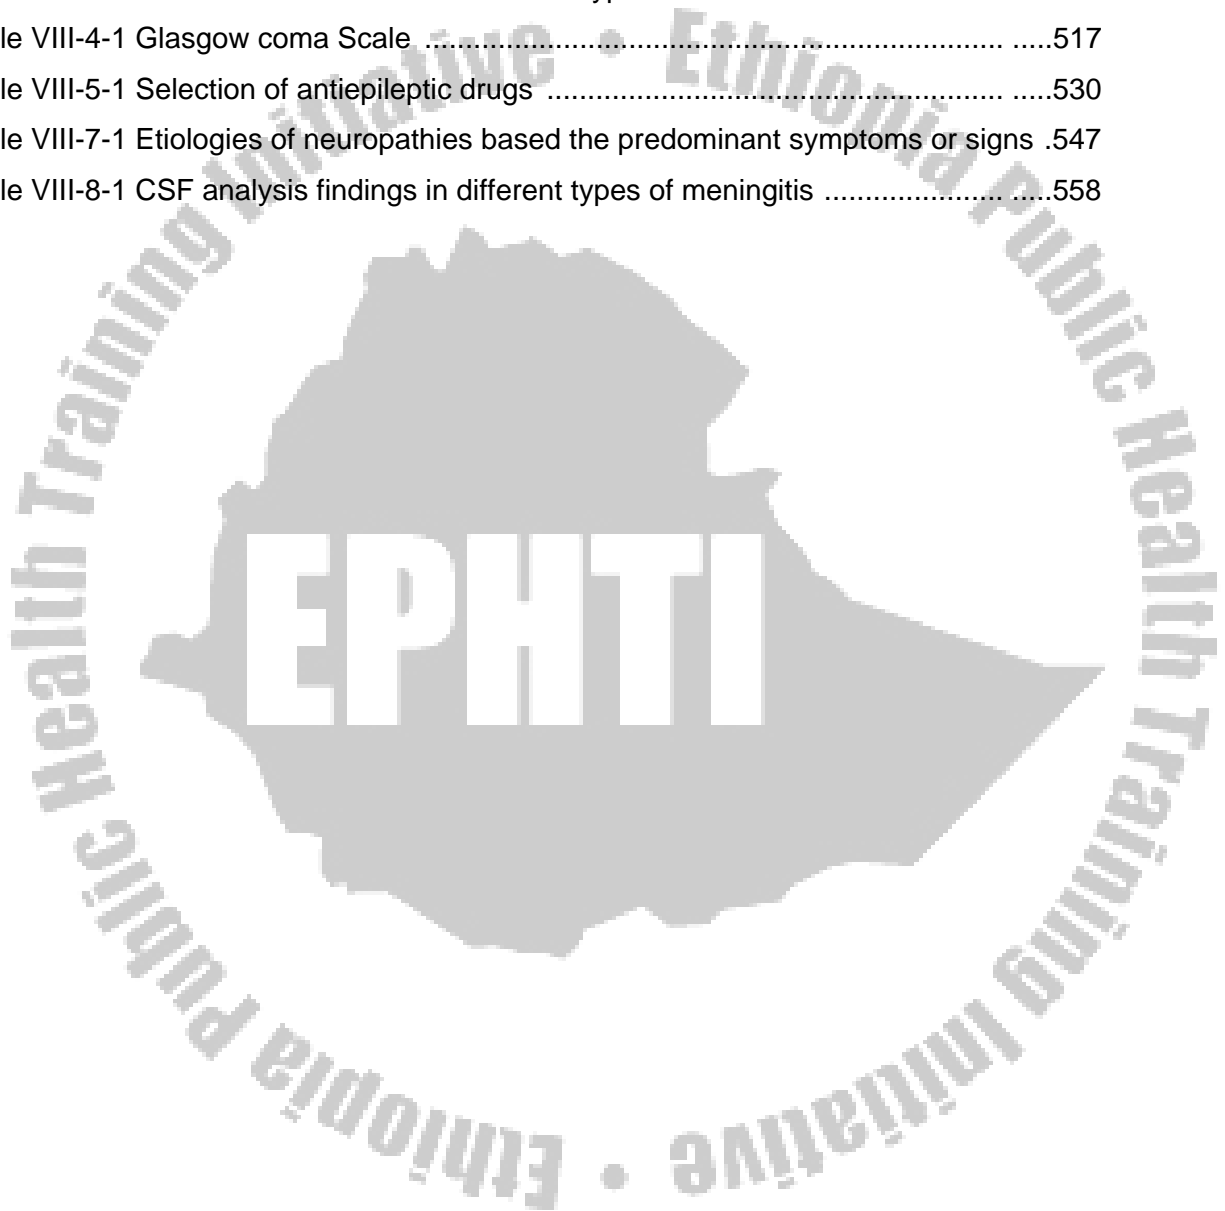 le VIII-4-1 Glasgow coma Scale ..................................................................... .....517
le VIII-5-1 Selection of antiepileptic drugs ...................................................... .....530
le VIII-7-1 Etiologies of neuropathies based the predominant symptoms or signs .547
le VIII-8-1 CSF analysis findings in different types of meningitis ..................... .....558
EPHTI
Ethiopia Public Health Training Initiative • Ethiopia Public Health Training Initiative •